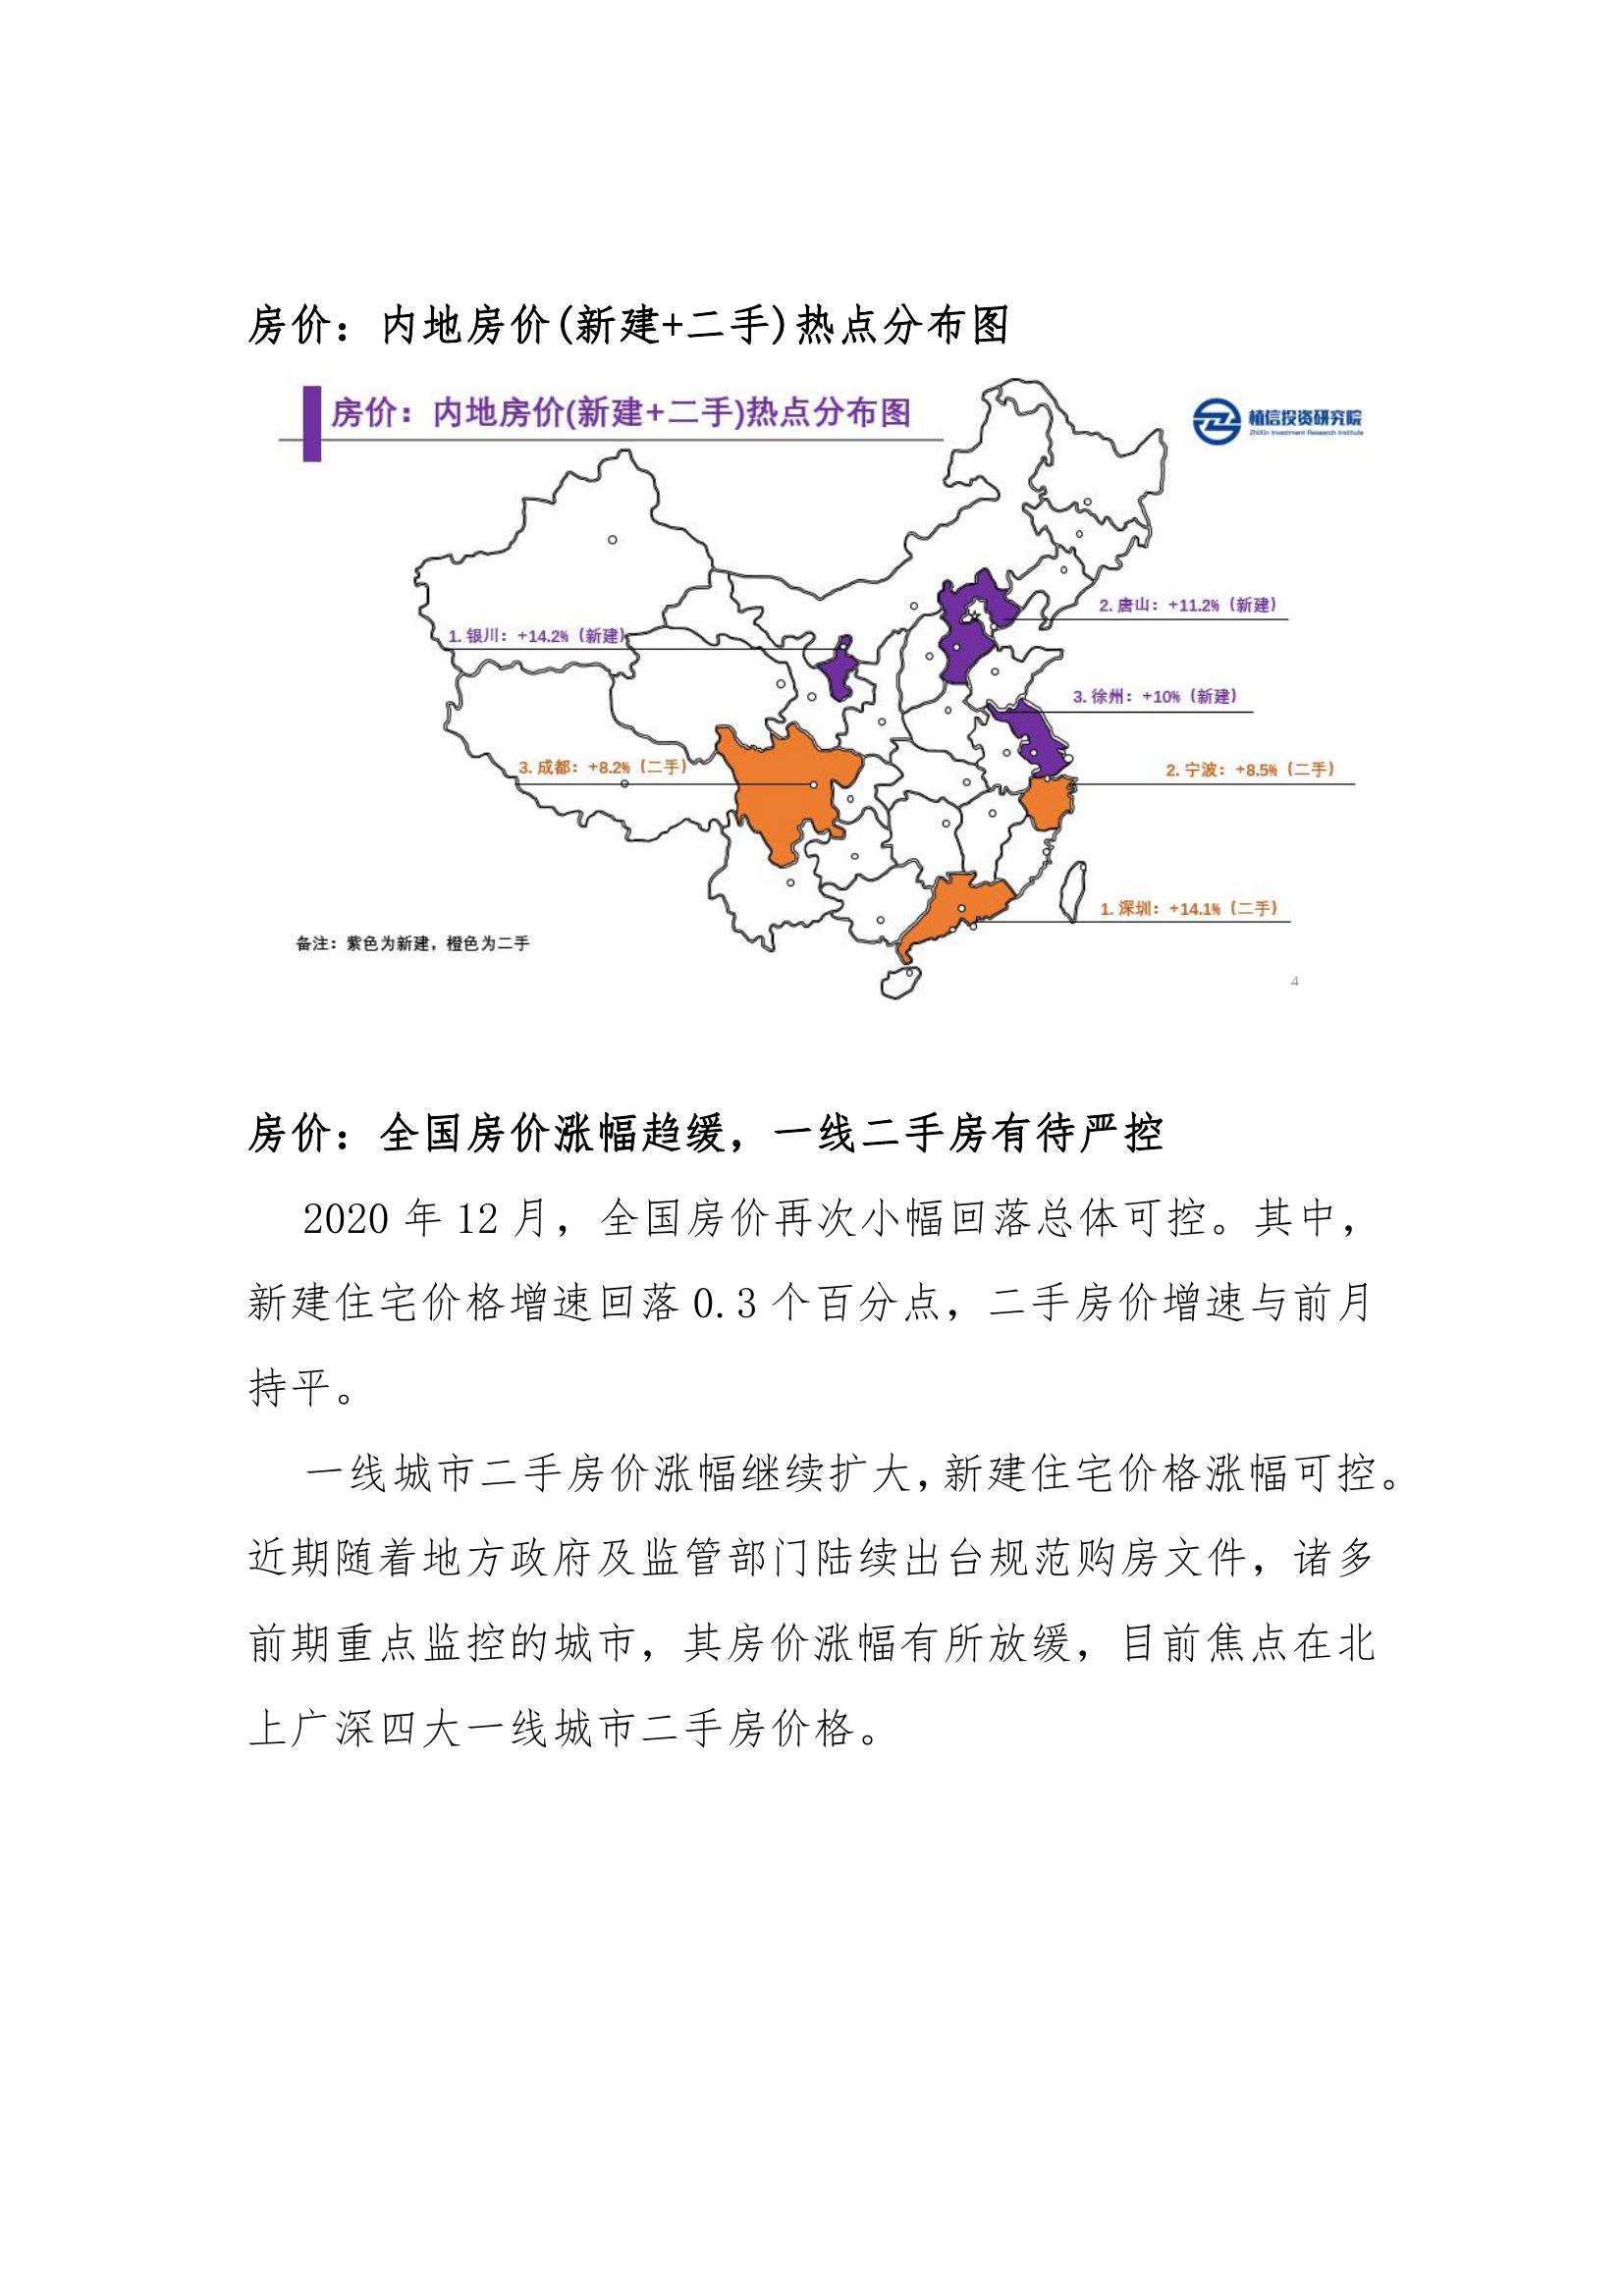 房价：内地房价(新建+二手)热点分布图
房价：内地房价(新建+二手)热点分布图
植信投资研究院
ZhiXin Investment Research Institute
2. 唐山：+11.2%（新建）
1. 银川：+14.2%（新建）
3. 徐州：+10%（新建）
3. 成都：+8.2%（二手）
2. 宁波：+8.5%（二手）
1. 深圳：+14.1%（二手）
备注：紫色为新建，橙色为二手
4
房价：全国房价涨幅趋缓，一线二手房有待严控
2020 年 12 月，全国房价再次小幅回落总体可控。其中，
新建住宅价格增速回落 0.3 个百分点，二手房价增速与前月
持平。
一线城市二手房价涨幅继续扩大，新建住宅价格涨幅可控。
近期随着地方政府及监管部门陆续出台规范购房文件，诸多
前期重点监控的城市，其房价涨幅有所放缓，目前焦点在北
上广深四大一线城市二手房价格。